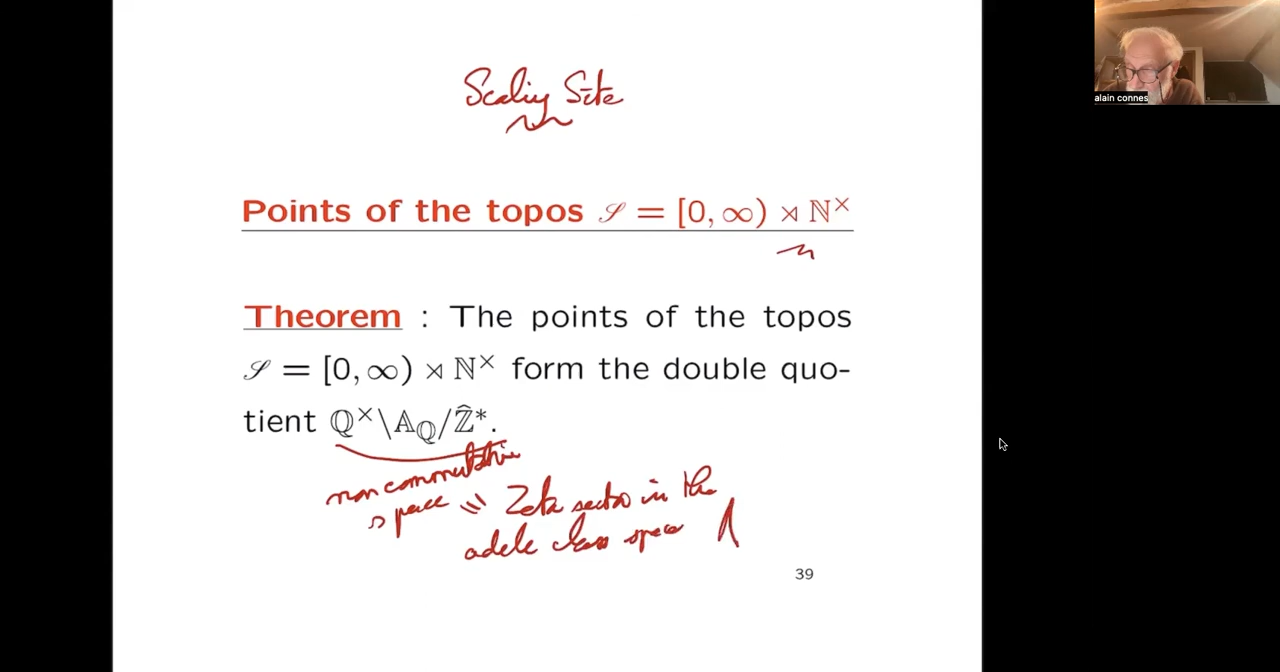 Scaling Site
alain connes
Points of the topos 𝒮 = [0, ∞) ⋊ ℕ×
Theorem : The points of the topos
𝒮 = [0, ∞) ⋊ ℕ× form the double quo-
tient ℚ×\𝔸_ℚ/ℤ̂*.
noncommutative
space " Zeta sector in the
adele class space
39